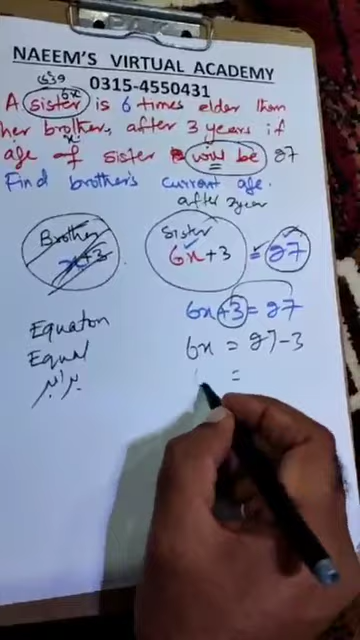 NAEEM'S VIRTUAL ACADEMY
0315-4550431
6x
A sister is 6 times elder than
x
her brother, after 3 years if
age of sister will be 27
Find brother's current age.
after 3 year
Brother
x+3
Sister
6x+3 = 27
6x+3 = 27
6x = 27-3
=
Equaton
Equal
برابر